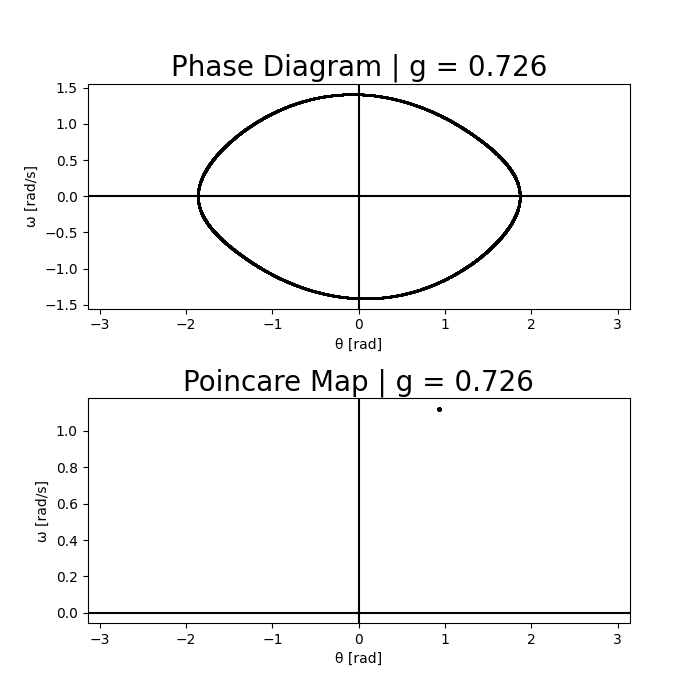 Phase Diagram | g = 0.726
1.5
1.0
0.5
0.0
−0.5
−1.0
−1.5
ω [rad/s]
−3 −2 −1 0 1 2 3
θ [rad]
Poincare Map | g = 0.726
1.0
0.8
0.6
0.4
0.2
0.0
ω [rad/s]
−3 −2 −1 0 1 2 3
θ [rad]